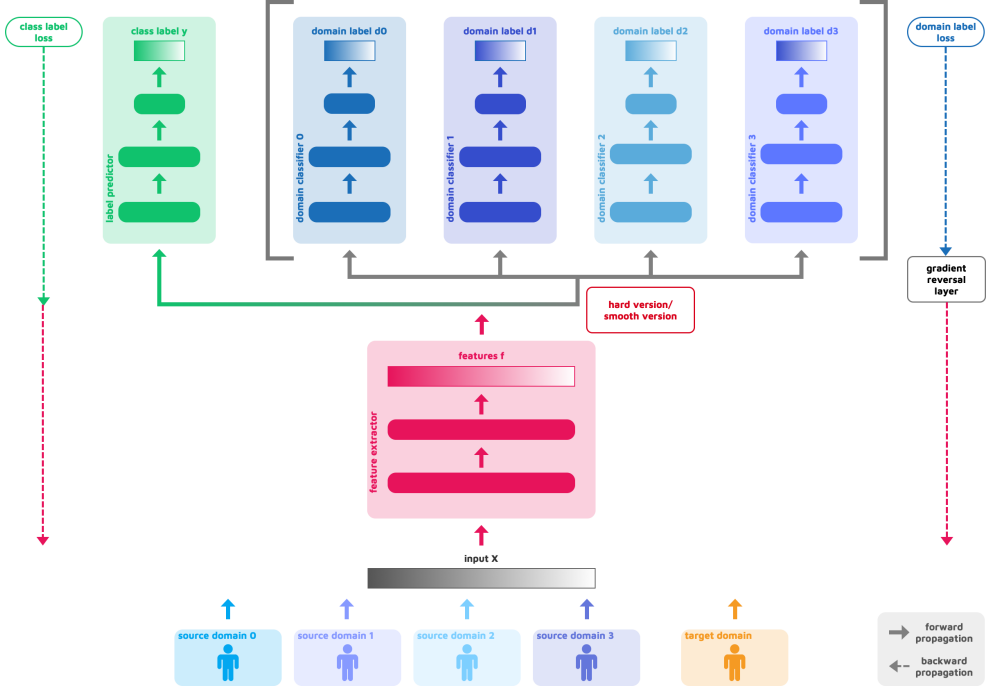 class label
loss
class label y
domain label d0
domain label d1
domain label d2
domain label d3
domain label
loss
label predictor
domain classifier 0
domain classifier 1
domain classifier 2
domain classifier 3
gradient
reversal
layer
hard version/
smooth version
features f
feature extractor
input X
source domain 0
source domain 1
source domain 2
source domain 3
target domain
forward
propagation
backward
propagation